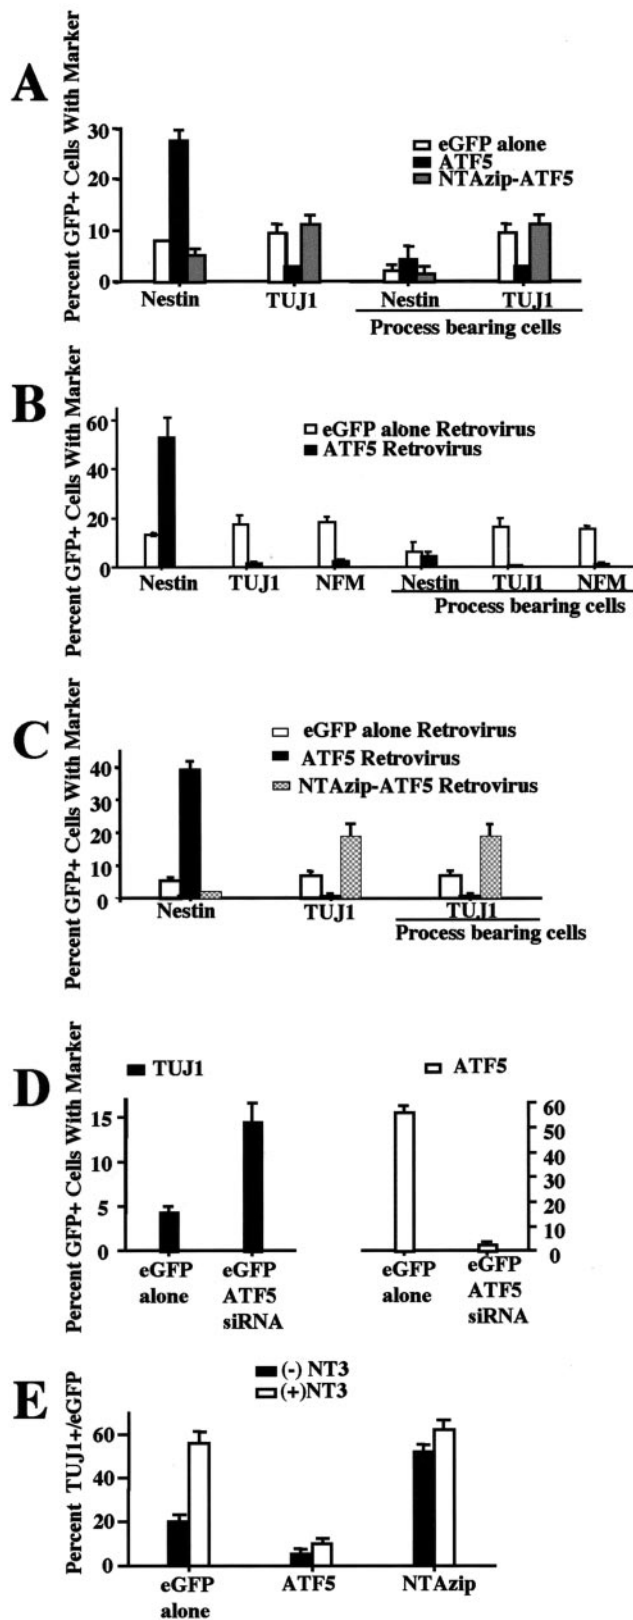 A
Percent GFP+ Cells With Marker
30
20
10
0
eGFP alone
ATF5
NTAzip-ATF5
Nestin TUJ1 Nestin TUJ1
Process bearing cells
B
Percent GFP+ Cells With Marker
60
40
20
0
eGFP alone Retrovirus
ATF5 Retrovirus
Nestin TUJ1 NFM Nestin TUJ1 NFM
Process bearing cells
C
Percent GFP+ Cells With Marker
40
30
20
10
0
eGFP alone Retrovirus
ATF5 Retrovirus
NTAzip-ATF5 Retrovirus
Nestin TUJ1 TUJ1
Process bearing cells
D
Percent GFP+ Cells With Marker
TUJ1
15
10
5
0
eGFP alone
eGFP ATF5 siRNA
ATF5
60
50
40
30
20
10
0
eGFP alone
eGFP ATF5 siRNA
E
Percent TUJ1+/eGFP
(-) NT3
(+)NT3
60
40
20
0
eGFP alone
ATF5
NTAzip